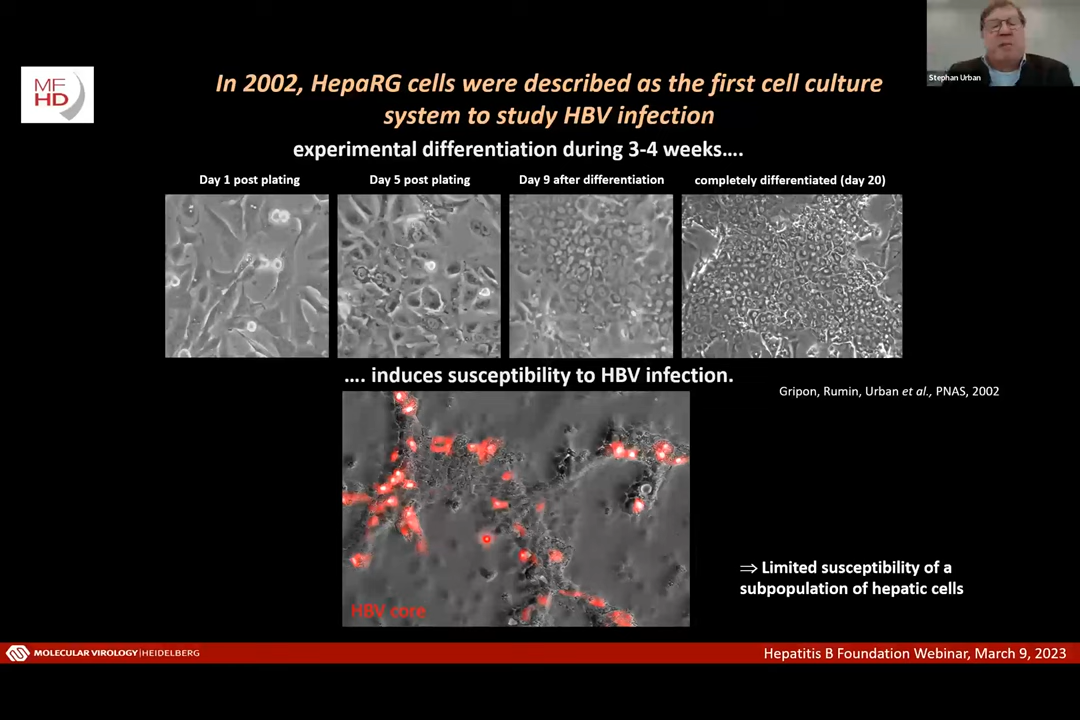 Stephan Urban
MF
HD
In 2002, HepaRG cells were described as the first cell culture
system to study HBV infection
experimental differentiation during 3-4 weeks....
Day 1 post plating
Day 5 post plating
Day 9 after differentiation
completely differentiated (day 20)
.... induces susceptibility to HBV infection.
Gripon, Rumin, Urban et al., PNAS, 2002
HBV core
⇒ Limited susceptibility of a
subpopulation of hepatic cells
MOLECULAR VIROLOGY|HEIDELBERG
Hepatitis B Foundation Webinar, March 9, 2023